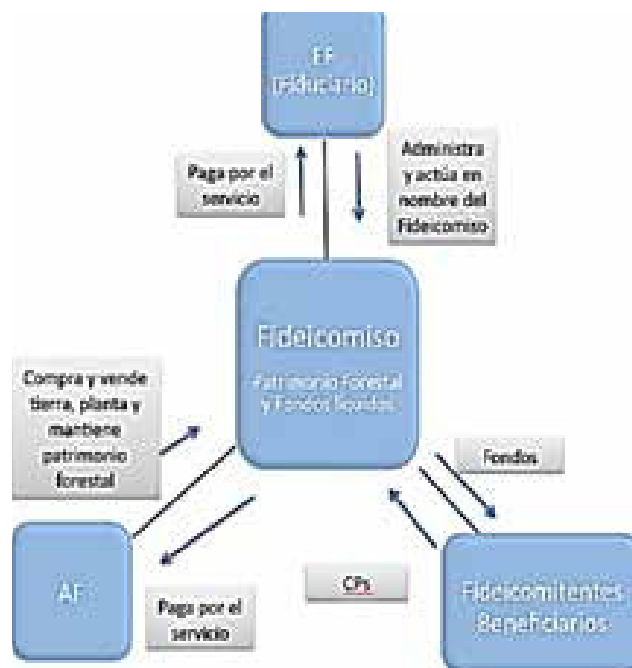 EF
(Fiduciario)
Paga por el
servicio
Administra
y actúa en
nombre del
Fideicomiso
Fideicomiso
Patrimonio Forestal
y Fondos líquidos
Compra y vende
tierra, planta y
mantiene
patrimonio
forestal
Fondos
AF
Paga por el
servicio
CPs
Fideicomitentes
Beneficiarios